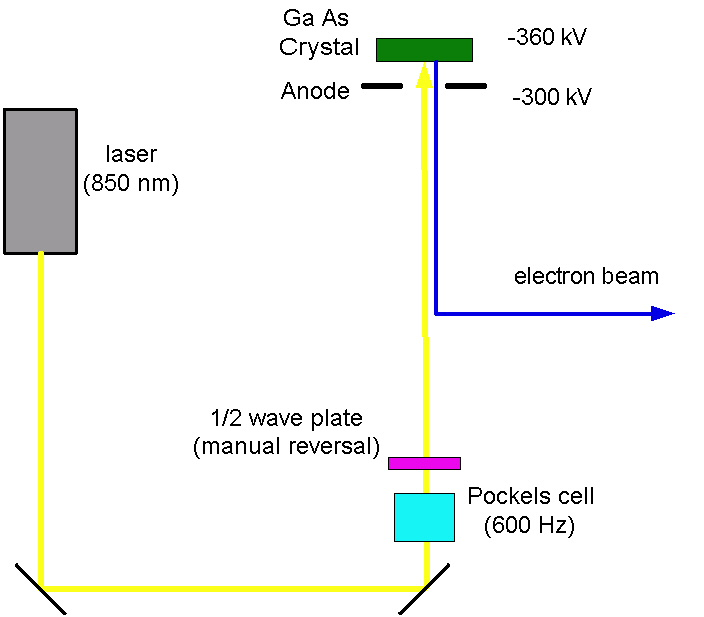 Ga As
Crystal
-360 kV
Anode
-300 kV
laser
(850 nm)
electron beam
1/2 wave plate
(manual reversal)
Pockels cell
(600 Hz)